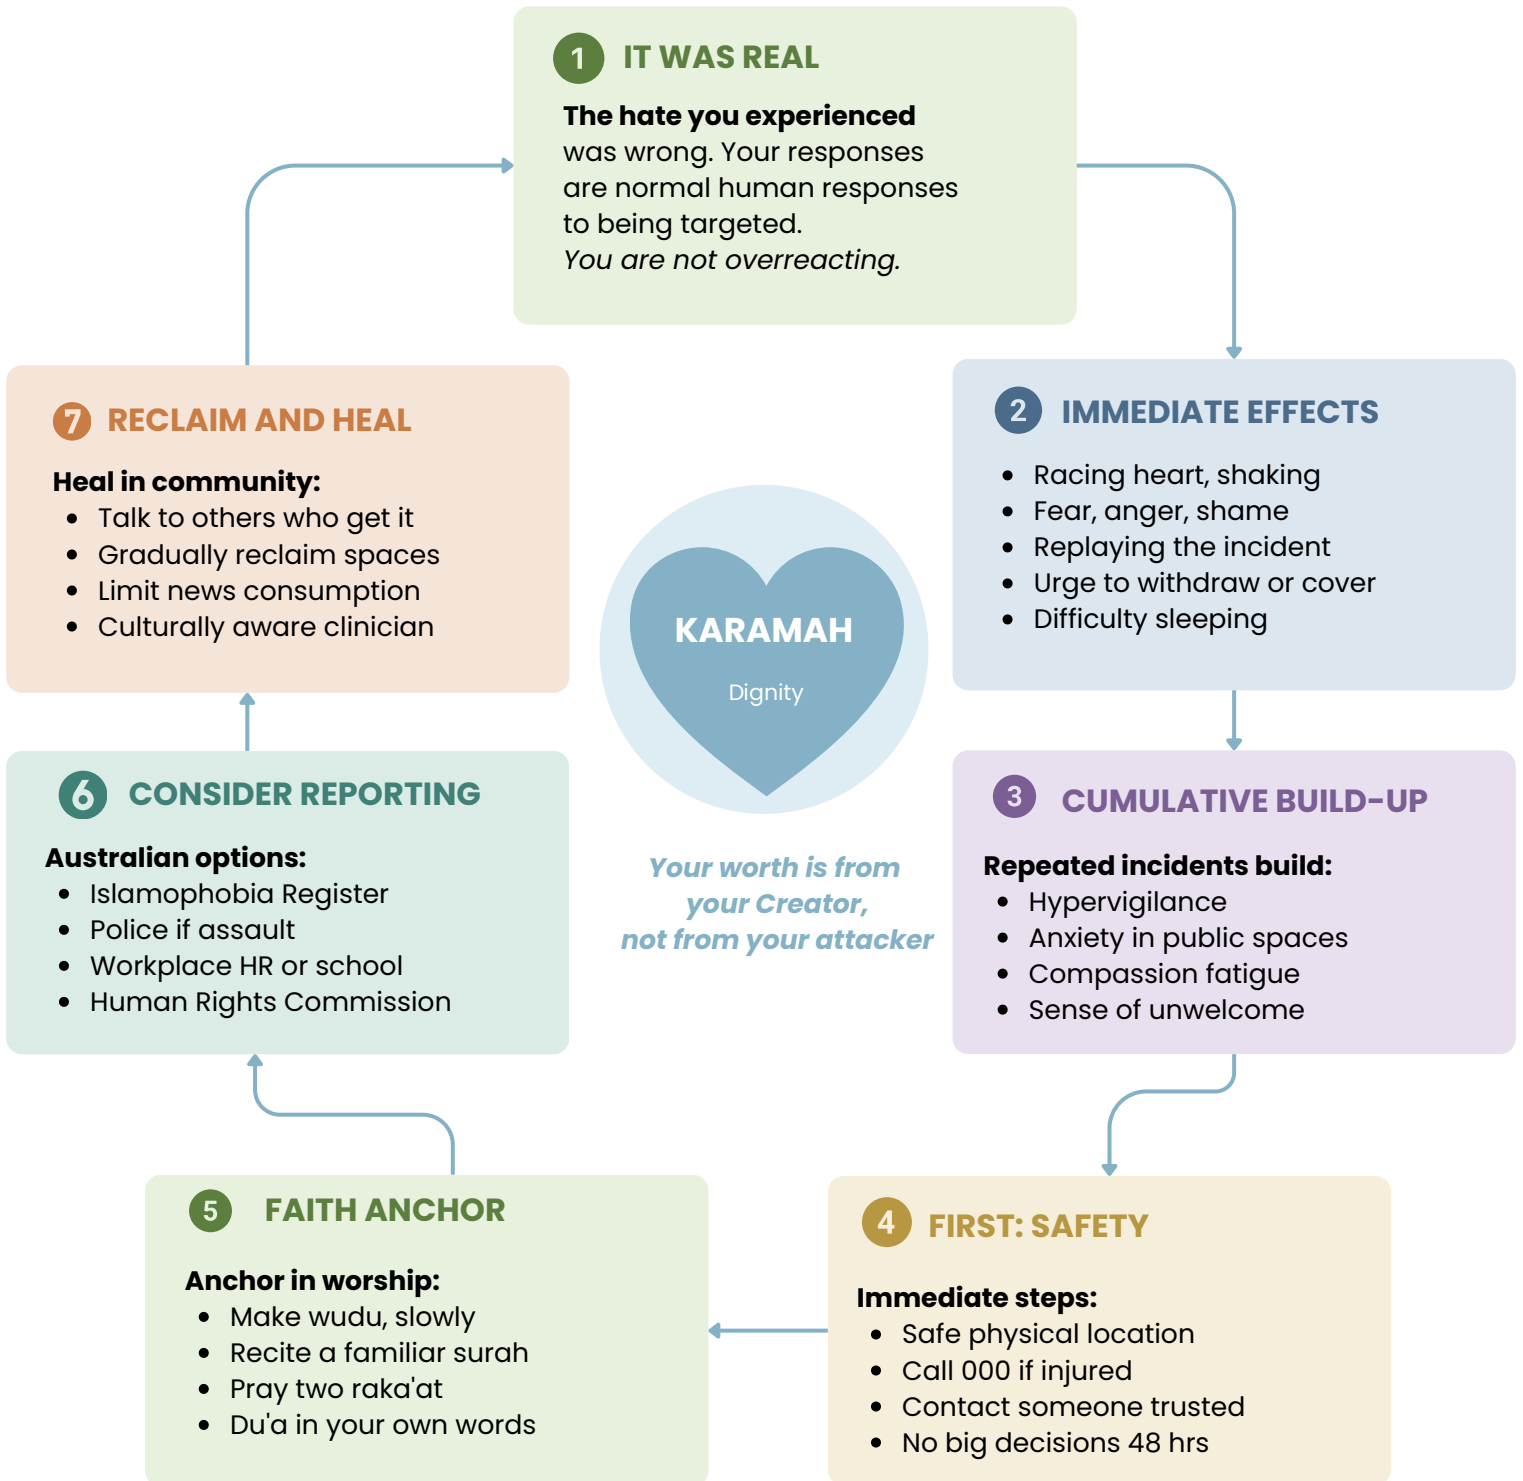 1 IT WAS REAL
The hate you experienced
was wrong. Your responses
are normal human responses
to being targeted.
You are not overreacting.
2 IMMEDIATE EFFECTS
• Racing heart, shaking
• Fear, anger, shame
• Replaying the incident
• Urge to withdraw or cover
• Difficulty sleeping
3 CUMULATIVE BUILD-UP
Repeated incidents build:
• Hypervigilance
• Anxiety in public spaces
• Compassion fatigue
• Sense of unwelcome
4 FIRST: SAFETY
Immediate steps:
• Safe physical location
• Call 000 if injured
• Contact someone trusted
• No big decisions 48 hrs
5 FAITH ANCHOR
Anchor in worship:
• Make wudu, slowly
• Recite a familiar surah
• Pray two raka'at
• Du'a in your own words
6 CONSIDER REPORTING
Australian options:
• Islamophobia Register
• Police if assault
• Workplace HR or school
• Human Rights Commission
7 RECLAIM AND HEAL
Heal in community:
• Talk to others who get it
• Gradually reclaim spaces
• Limit news consumption
• Culturally aware clinician
KARAMAH
Dignity
Your worth is from
your Creator,
not from your attacker